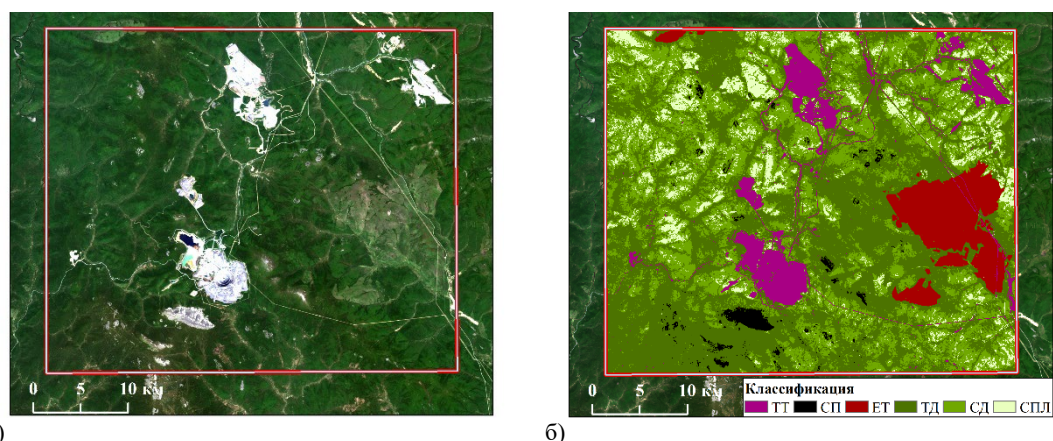 0 5 10 км
0 5 10 км
Классификация
ТТ СП ЕТ ТД СД СПЛ
) б)